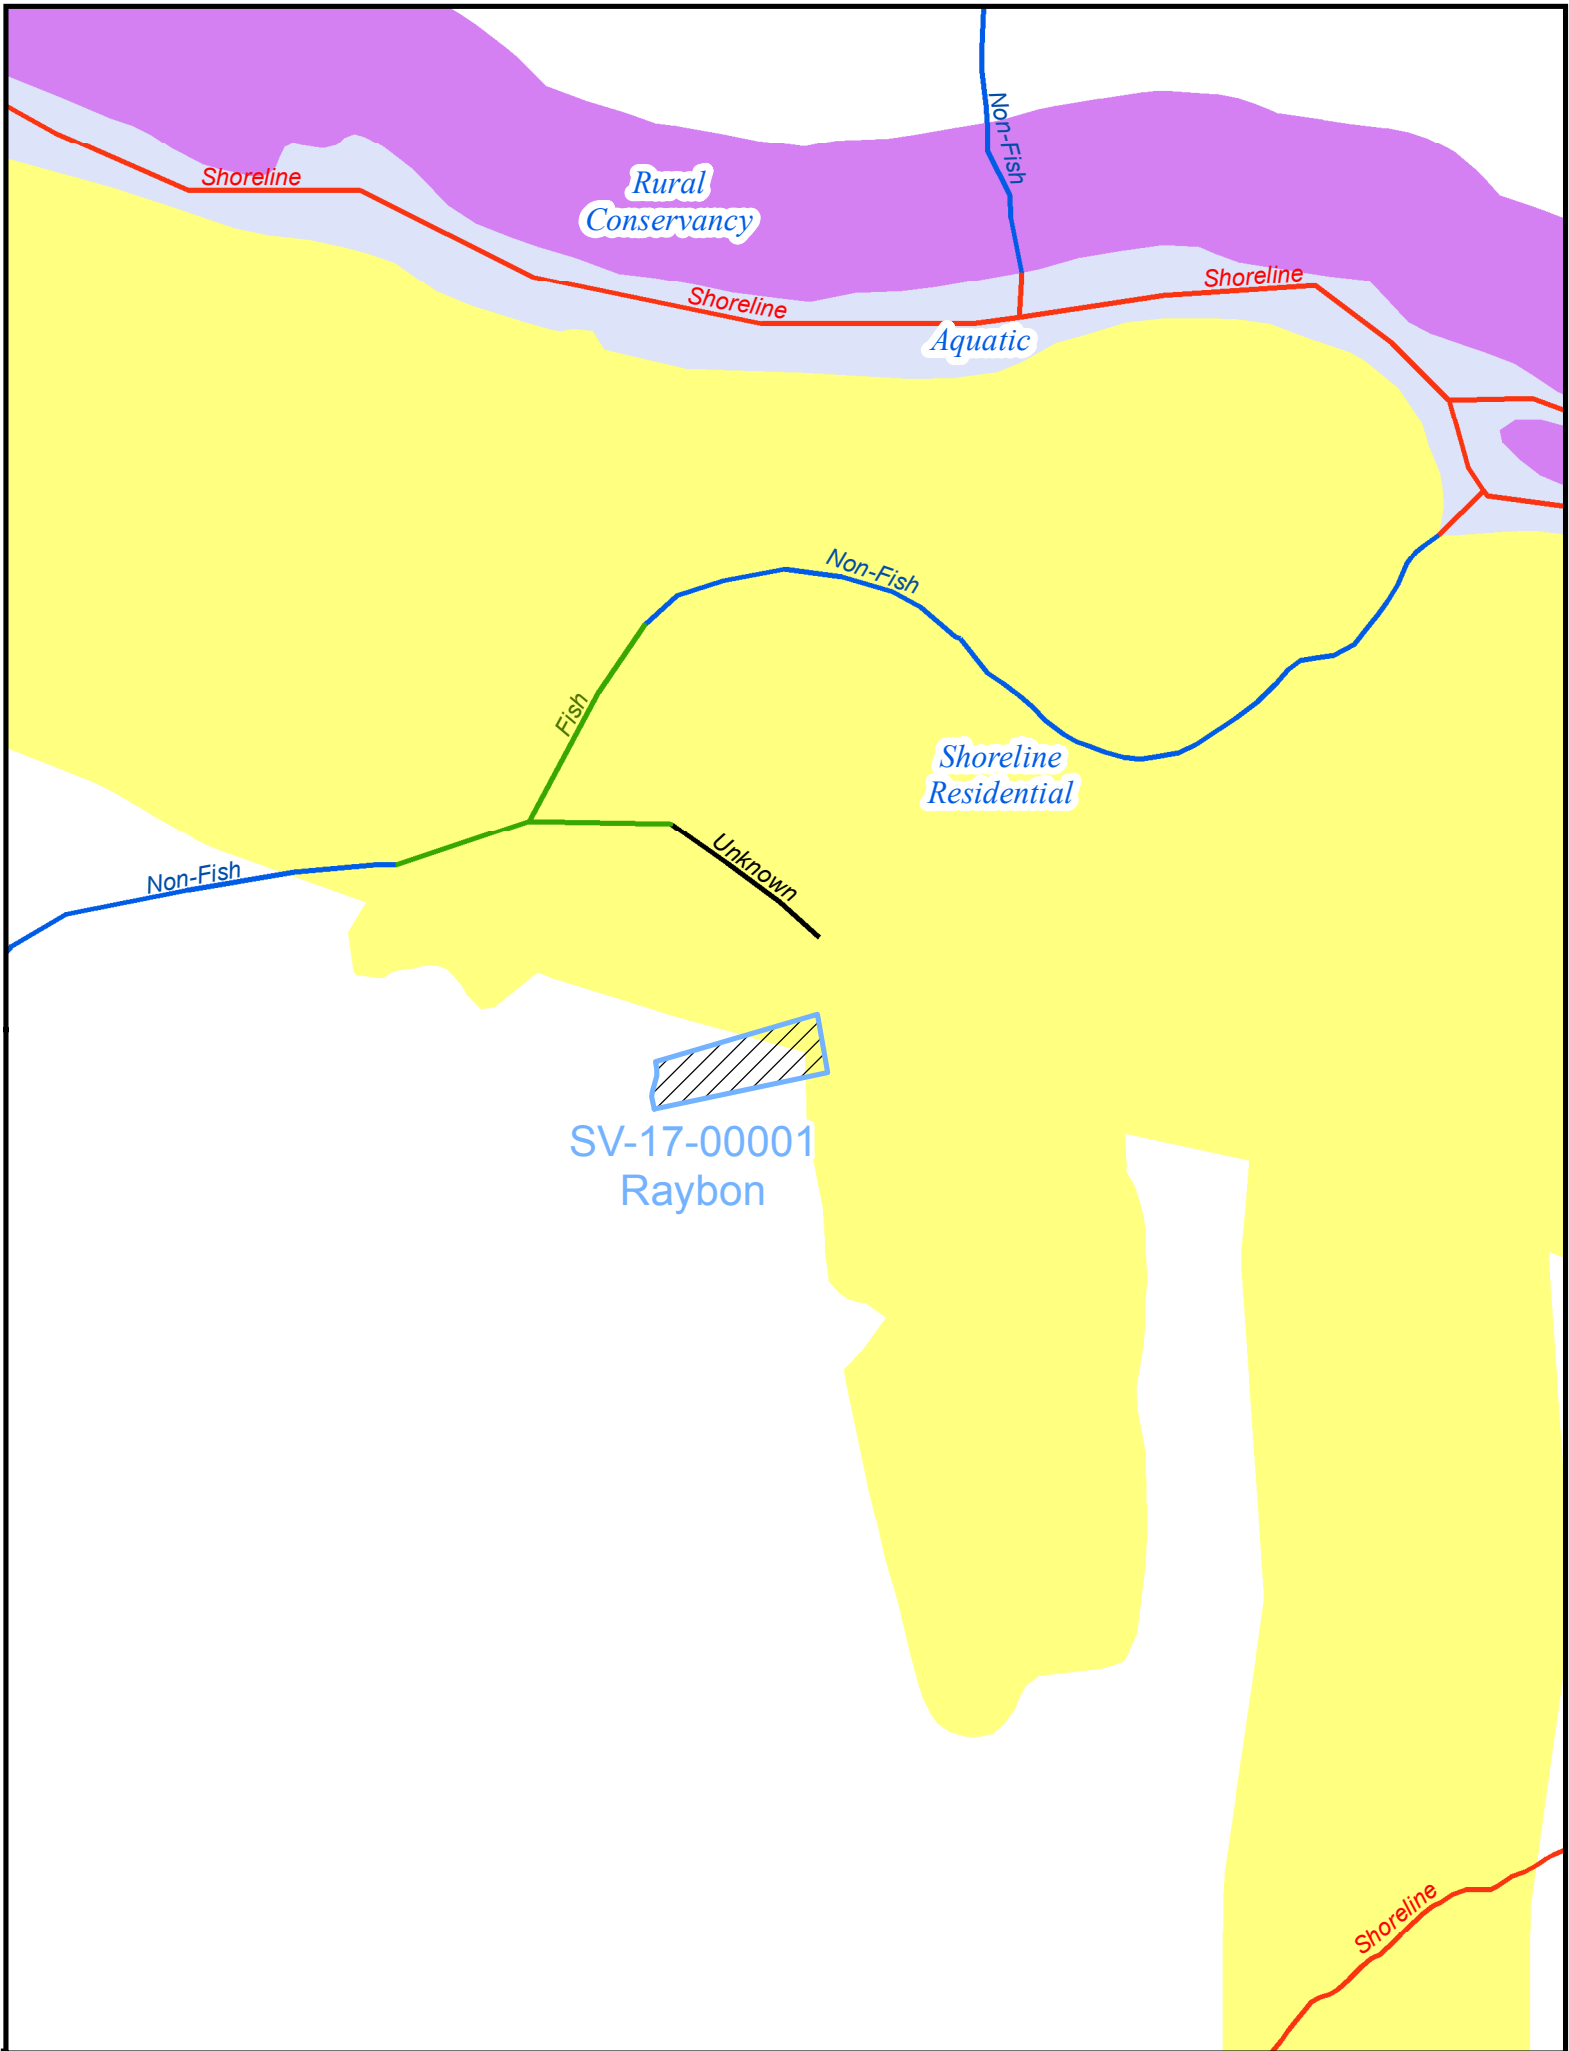 Non-Fish
Shoreline
Rural
Conservancy
Shoreline
Shoreline
Aquatic
Non-Fish
Fish
Shoreline
Residential
Unknown
Non-Fish
SV-17-00001
Raybon
Shoreline